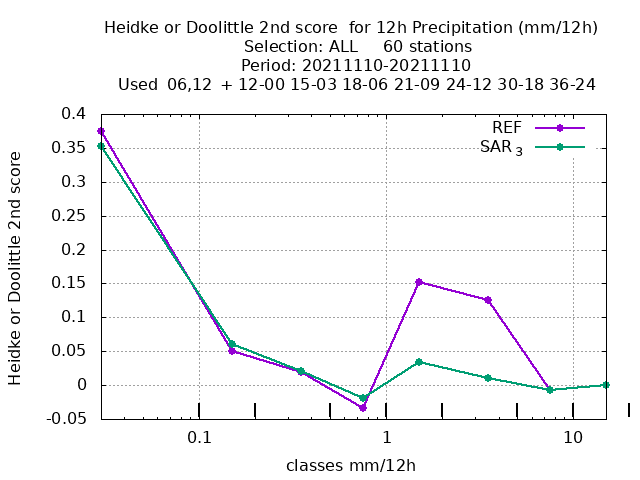 Heidke or Doolittle 2nd score  for 12h Precipitation (mm/12h)
Selection: ALL     60 stations
Period: 20211110-20211110
Used  06,12  + 12-00 15-03 18-06 21-09 24-12 30-18 36-24
REF
SAR 3
0.4
0.35
0.3
0.25
0.2
0.15
0.1
0.05
0
-0.05
Heidke or Doolittle 2nd score
0.1
1
10
classes mm/12h